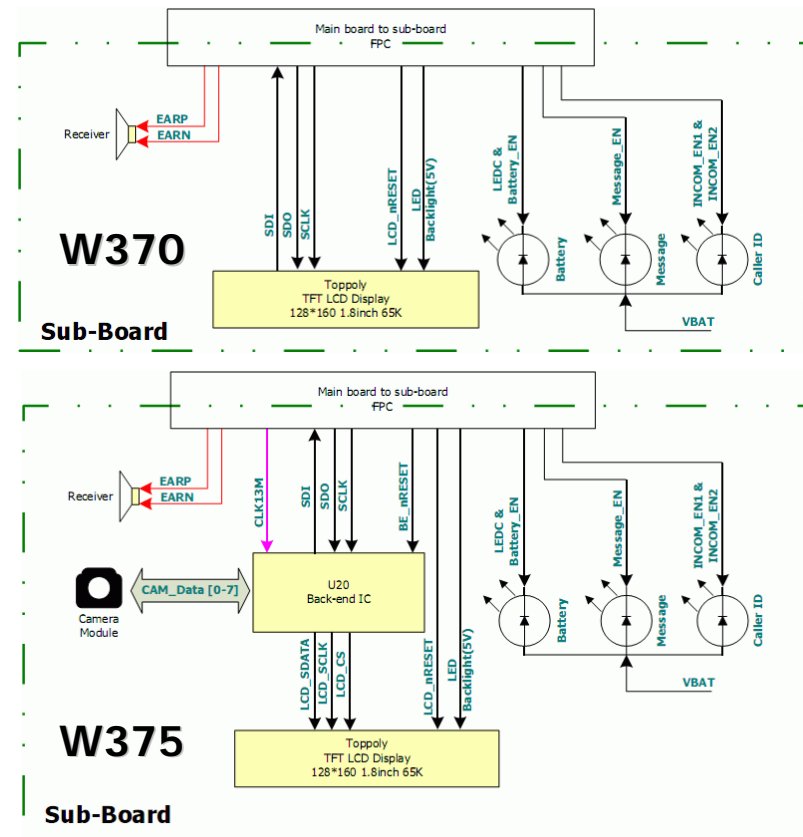 Main board to sub-board
FPC
EARP
EARN
Receiver
SDI
SDO
SCLK
LCD_nRESET
LED
Backlight(5V)
LEDC &
Battery_EN
Message_EN
INCOM_EN1 &
INCOM_EN2
Battery
Message
Caller ID
VBAT
W370
Toppoly
TFT LCD Display
128*160 1.8inch 65K
Sub-Board
Main board to sub-board
FPC
EARP
EARN
Receiver
CLK13M
SDI
SDO
SCLK
BE_nRESET
LEDC &
Battery_EN
Message_EN
INCOM_EN1 &
INCOM_EN2
U20
Back-end IC
CAM_Data [0-7]
Camera
Module
Battery
Message
Caller ID
VBAT
LCD_SDATA
LCD_SCLK
LCD_CS
LCD_nRESET
LED
Backlight(5V)
W375
Toppoly
TFT LCD Display
128*160 1.8inch 65K
Sub-Board